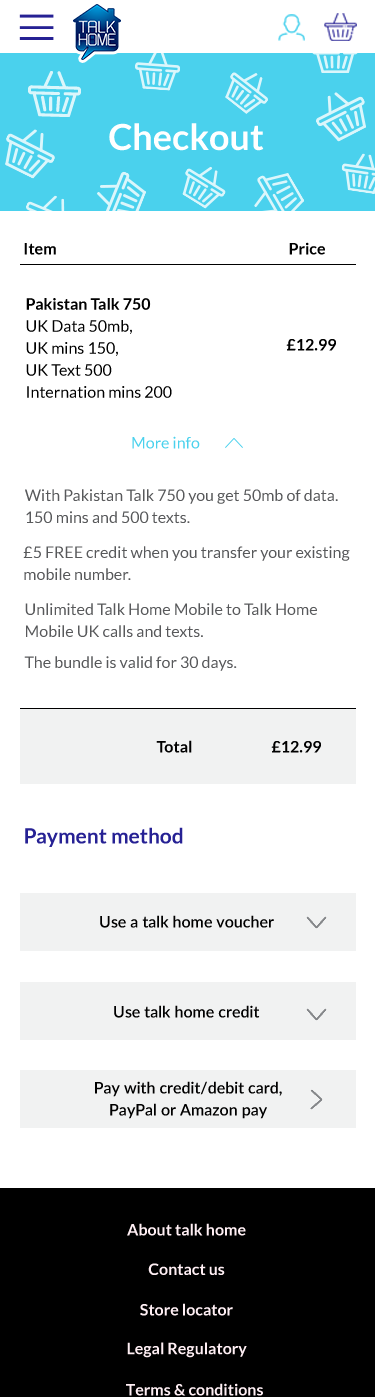 TALK
HOME
Checkout
Item Price
Pakistan Talk 750
UK Data 50mb,
UK mins 150,
UK Text 500
Internation mins 200
£12.99
More info
With Pakistan Talk 750 you get 50mb of data.
150 mins and 500 texts.
£5 FREE credit when you transfer your existing
mobile number.
Unlimited Talk Home Mobile to Talk Home
Mobile UK calls and texts.
The bundle is valid for 30 days.
Total £12.99
Payment method
Use a talk home voucher
Use talk home credit
Pay with credit/debit card,
PayPal or Amazon pay
About talk home
Contact us
Store locator
Legal Regulatory
Terms & conditions